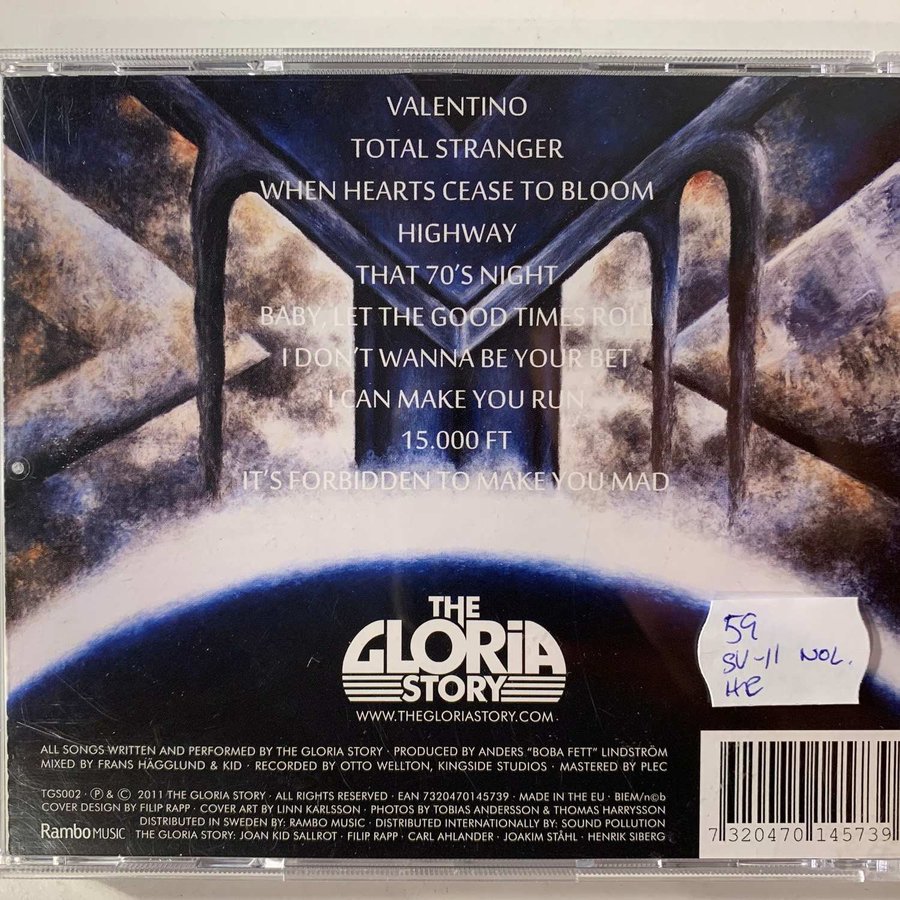 VALENTINO
TOTAL STRANGER
WHEN HEARTS CEASE TO BLOOM
HIGHWAY
THAT 70'S NIGHT
BABY, LET THE GOOD TIMES ROLL
I DON'T WANNA BE YOUR BET
I CAN MAKE YOU RUN
15.000 FT
IT'S FORBIDDEN TO MAKE YOU MAD
THE
GLORiA
STORY
WWW.THEGLORIASTORY.COM
59
SV-11 NOL.
HC
ALL SONGS WRITTEN AND PERFORMED BY THE GLORIA STORY · PRODUCED BY ANDERS "BOBA FETT" LINDSTRÖM
MIXED BY FRANS HÄGGLUND & KID · RECORDED BY OTTO WELLTON, KINGSIDE STUDIOS · MASTERED BY PLEC
TGS002 · Ⓟ & © 2011 THE GLORIA STORY · ALL RIGHTS RESERVED · EAN 7320470145739 · MADE IN THE EU · BIEM/n©b
COVER DESIGN BY FILIP RAPP · COVER ART BY LINN KARLSSON · PHOTOS BY TOBIAS ANDERSSON & THOMAS HARRYSSON
DISTRIBUTED IN SWEDEN BY: RAMBO MUSIC · DISTRIBUTED INTERNATIONALLY BY: SOUND POLLUTION
Rambo MUSIC THE GLORIA STORY: JOAN KID SALLROT · FILIP RAPP · CARL AHLANDER · JOAKIM STÅHL · HENRIK SIBERG
7 320470 145739